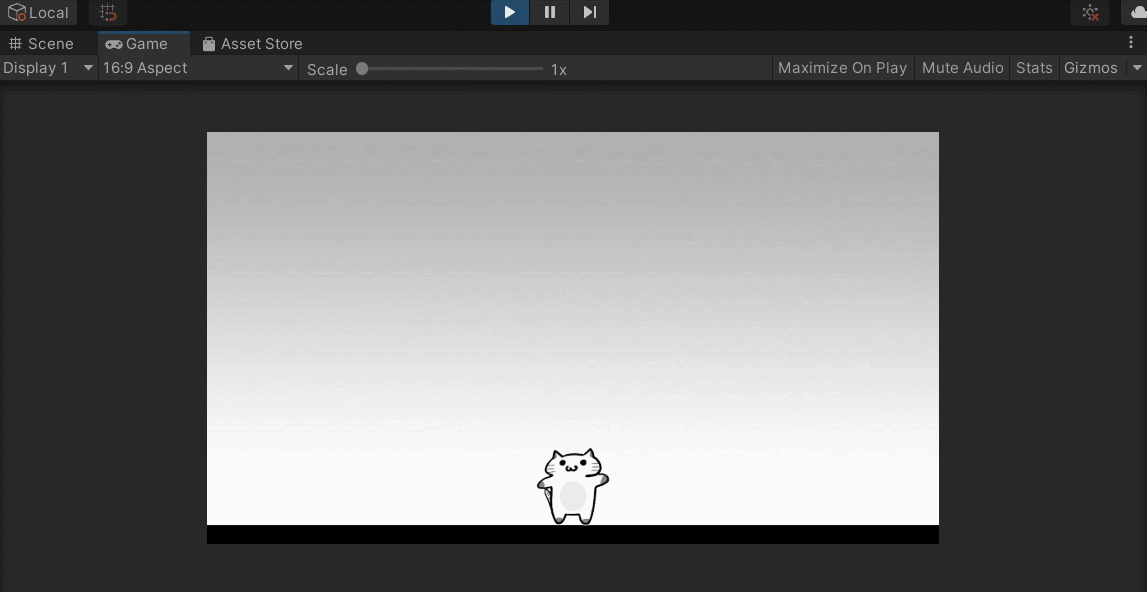 Local
Scene Game Asset Store
Display 1 16:9 Aspect Scale 1x Maximize On Play Mute Audio Stats Gizmos